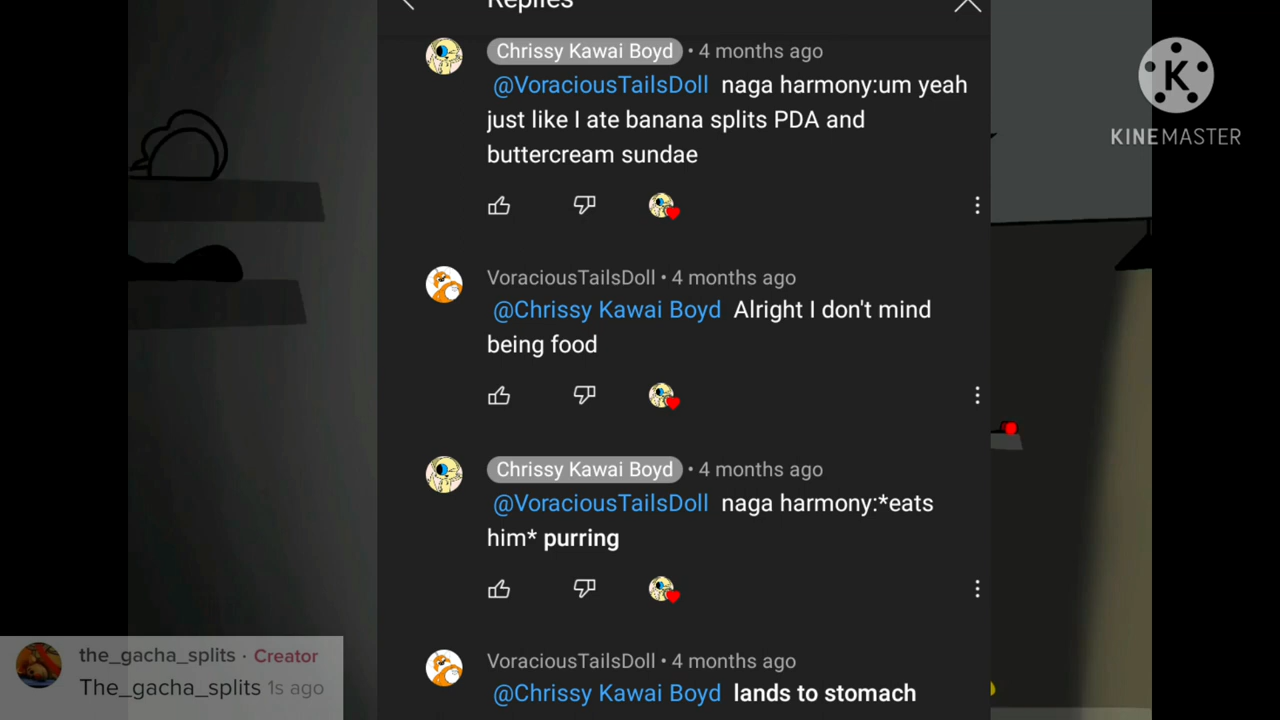 Replies
Chrissy Kawai Boyd • 4 months ago
@VoraciousTailsDoll naga harmony:um yeah
just like I ate banana splits PDA and
buttercream sundae
VoraciousTailsDoll • 4 months ago
@Chrissy Kawai Boyd Alright I don't mind
being food
Chrissy Kawai Boyd • 4 months ago
@VoraciousTailsDoll naga harmony:*eats
him* purring
VoraciousTailsDoll • 4 months ago
@Chrissy Kawai Boyd lands to stomach
K
KINEMASTER
the_gacha_splits · Creator
The_gacha_splits 1s ago